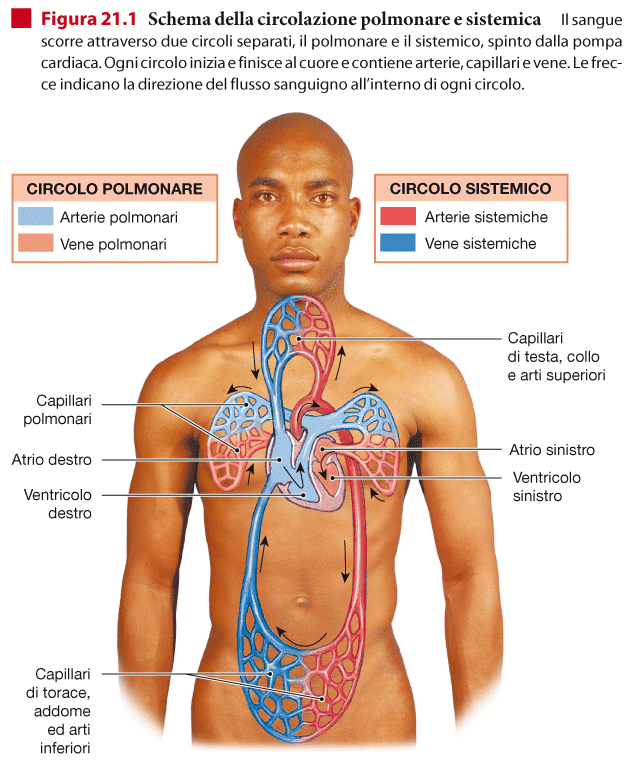 Figura 21.1 Schema della circolazione polmonare e sistemica Il sangue
scorre attraverso due circoli separati, il polmonare e il sistemico, spinto dalla pompa
cardiaca. Ogni circolo inizia e finisce al cuore e contiene arterie, capillari e vene. Le frec-
ce indicano la direzione del flusso sanguigno all'interno di ogni circolo.
CIRCOLO POLMONARE
Arterie polmonari
Vene polmonari
CIRCOLO SISTEMICO
Arterie sistemiche
Vene sistemiche
Capillari
di testa, collo
e arti superiori
Capillari
polmonari
Atrio destro
Ventricolo
destro
Atrio sinistro
Ventricolo
sinistro
Capillari
di torace,
addome
ed arti
inferiori